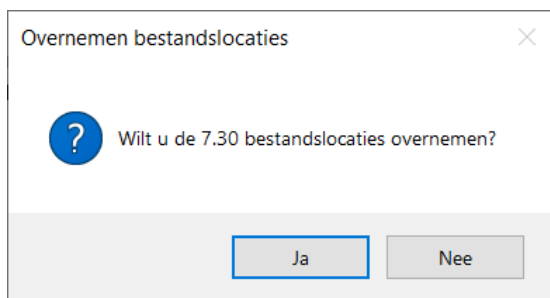 Overnemen bestandslocaties
Wilt u de 7.30 bestandslocaties overnemen?
Ja
Nee